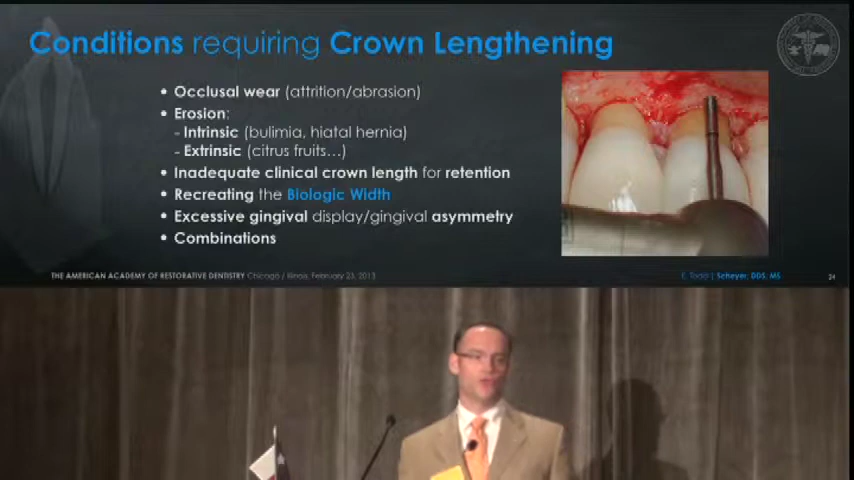 Conditions requiring Crown Lengthening
• Occlusal wear (attrition/abrasion)
• Erosion:
- Intrinsic (bulimia, hiatal hernia)
- Extrinsic (citrus fruits...)
• Inadequate clinical crown length for retention
• Recreating the Biologic Width
• Excessive gingival display/gingival asymmetry
• Combinations
THE AMERICAN ACADEMY OF RESTORATIVE DENTISTRY Chicago / Illinois, February 23, 2013
E. Todd | Scheyer, DDS, MS
24